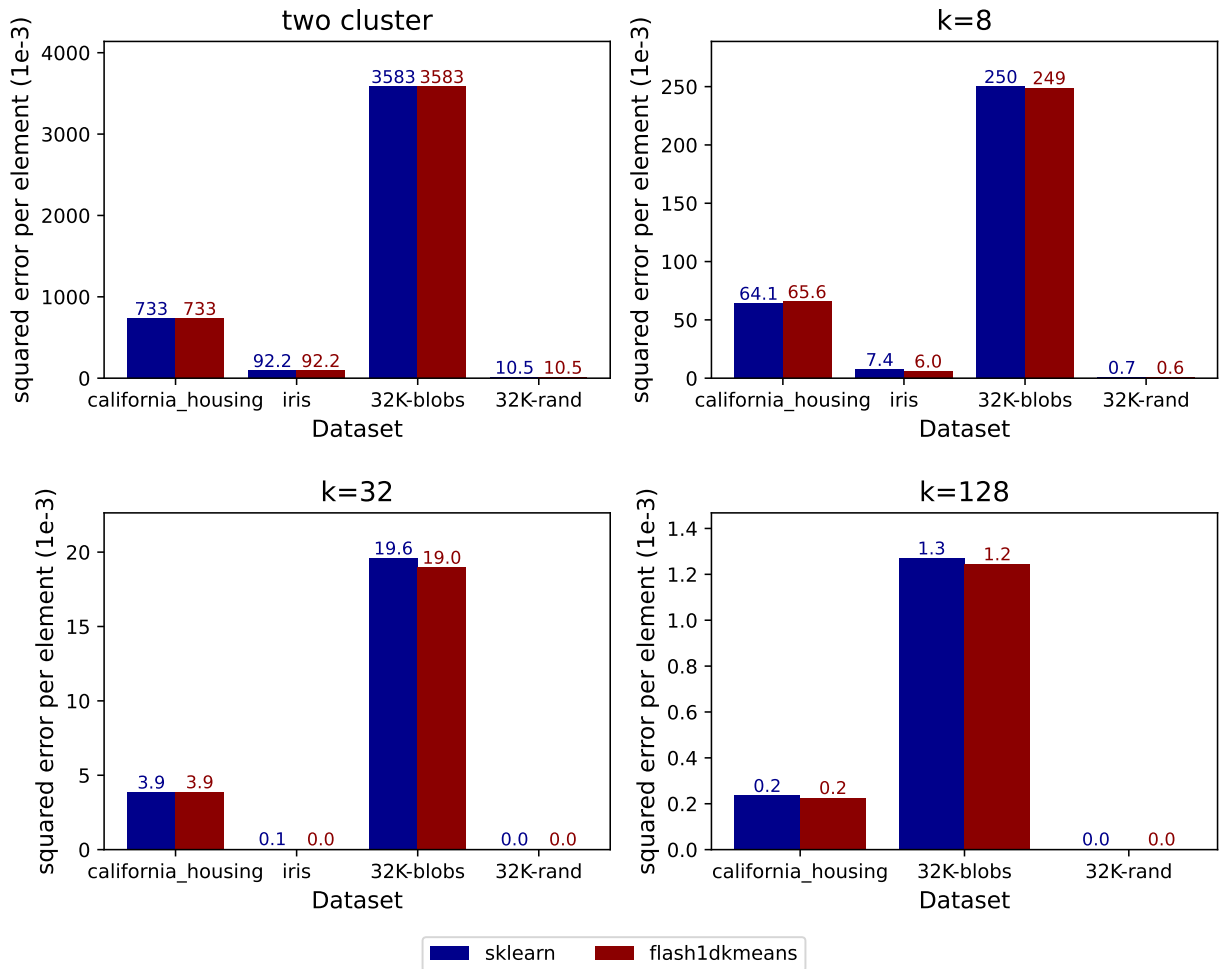 two cluster
squared error per element (1e-3)
4000
3000
2000
1000
0
733 733
92.2 92.2
3583 3583
10.5 10.5
california_housing iris 32K-blobs 32K-rand
Dataset
k=8
squared error per element (1e-3)
250
200
150
100
50
0
64.1 65.6
7.4 6.0
250 249
0.7 0.6
california_housing iris 32K-blobs 32K-rand
Dataset
k=32
squared error per element (1e-3)
20
15
10
5
0
3.9 3.9
0.1 0.0
19.6 19.0
0.0 0.0
california_housing iris 32K-blobs 32K-rand
Dataset
k=128
squared error per element (1e-3)
1.4
1.2
1.0
0.8
0.6
0.4
0.2
0.0
0.2 0.2
1.3 1.2
0.0 0.0
california_housing 32K-blobs 32K-rand
Dataset
sklearn flash1dkmeans